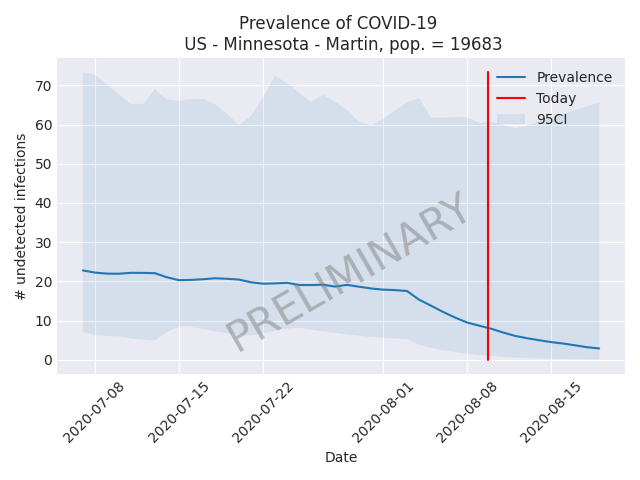 Prevalence of COVID-19
US - Minnesota - Martin, pop. = 19683
# undetected infections
70
60
50
40
30
20
10
0
Prevalence
Today
95CI
PRELIMINARY
2020-07-08
2020-07-15
2020-07-22
2020-08-01
2020-08-08
2020-08-15
Date